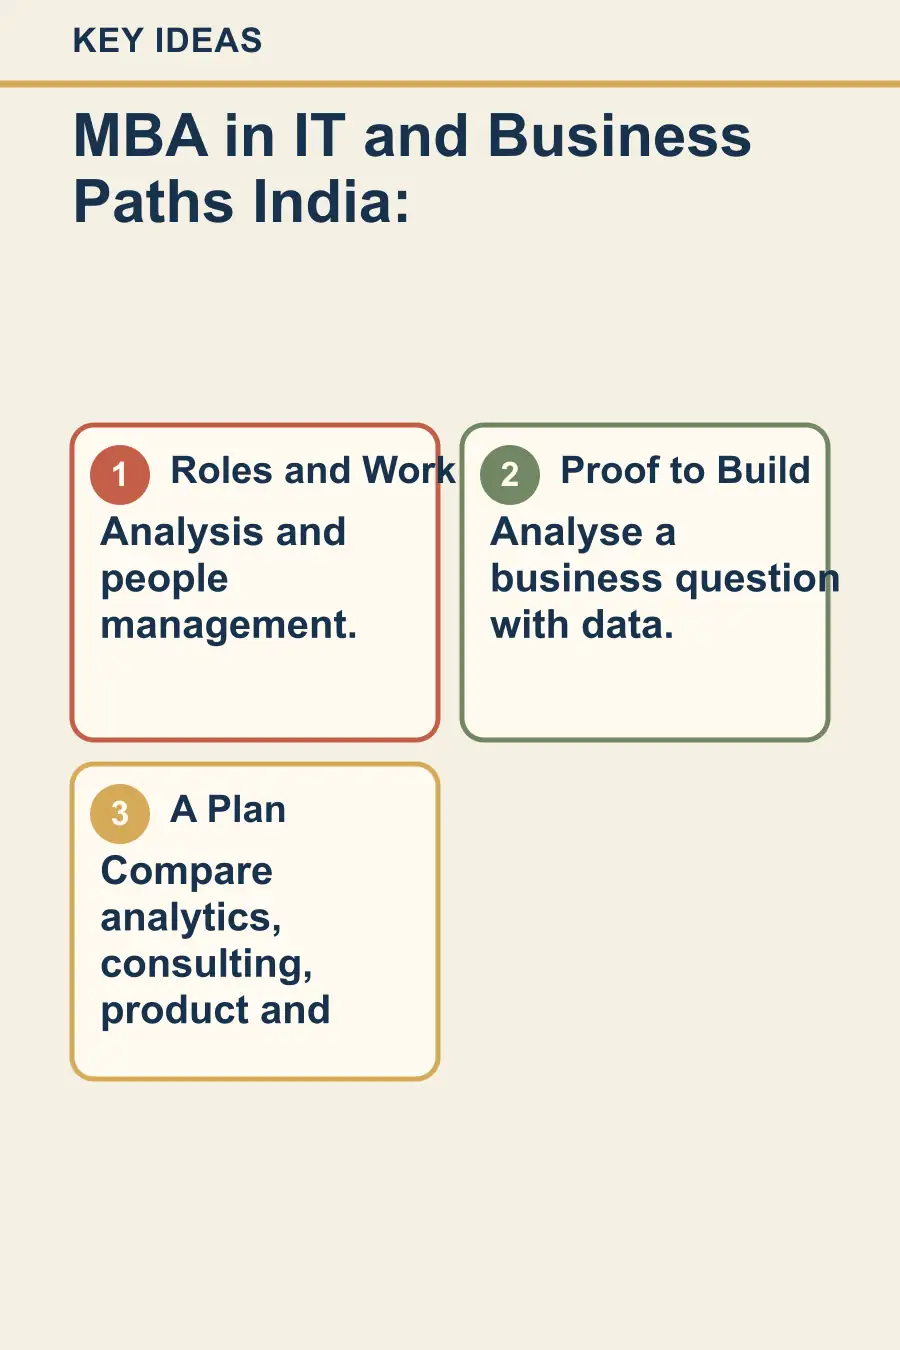 KEY IDEAS
MBA in IT and Business
Paths India:
1 Roles and Work
Analysis and
people
management.
2 Proof to Build
Analyse a
business question
with data.
3 A Plan
Compare
analytics,
consulting,
product and